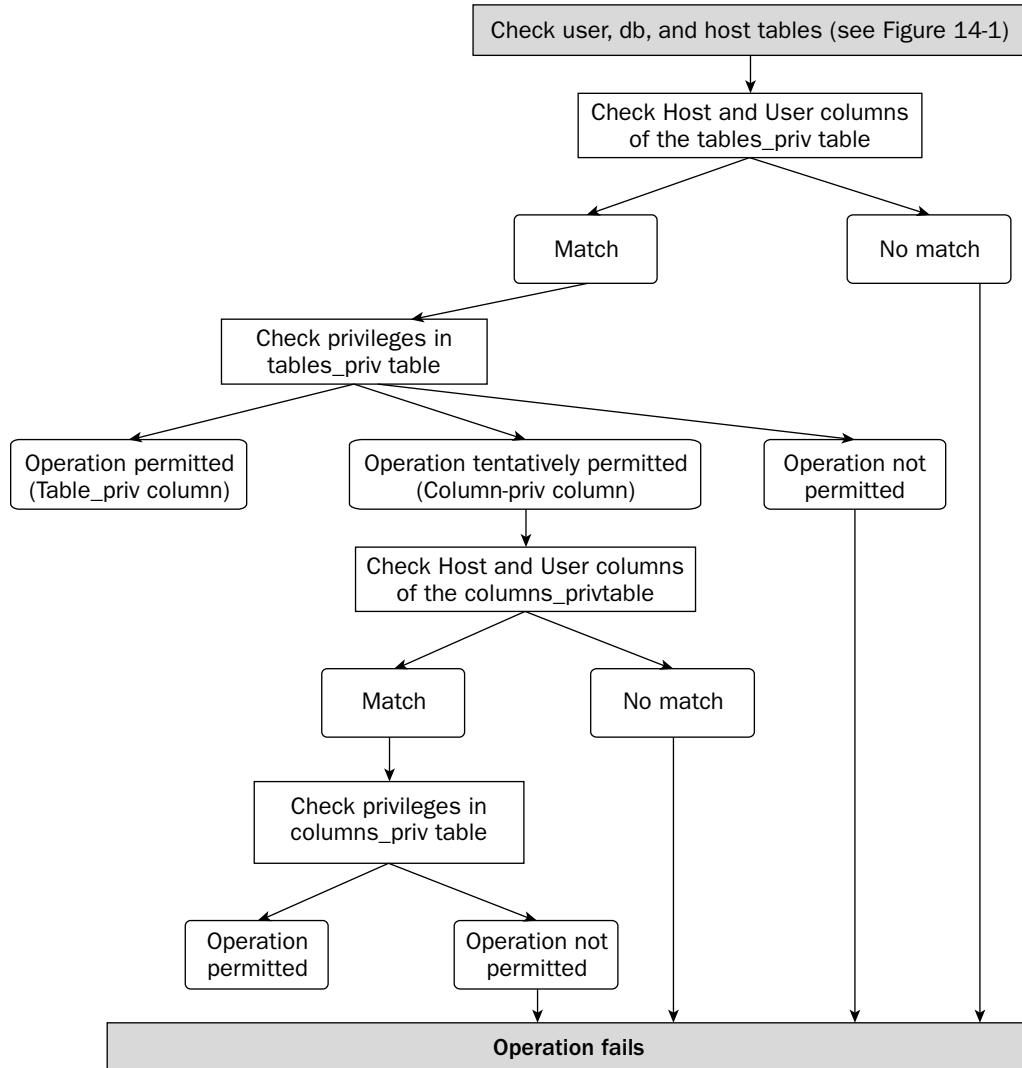 Check user, db, and host tables (see Figure 14-1)
Check Host and User columns
of the tables_priv table
Match
No match
Check privileges in
tables_priv table
Operation permitted
(Table_priv column)
Operation tentatively permitted
(Column-priv column)
Operation not
permitted
Check Host and User columns
of the columns_privtable
Match
No match
Check privileges in
columns_priv table
Operation
permitted
Operation not
permitted
Operation fails